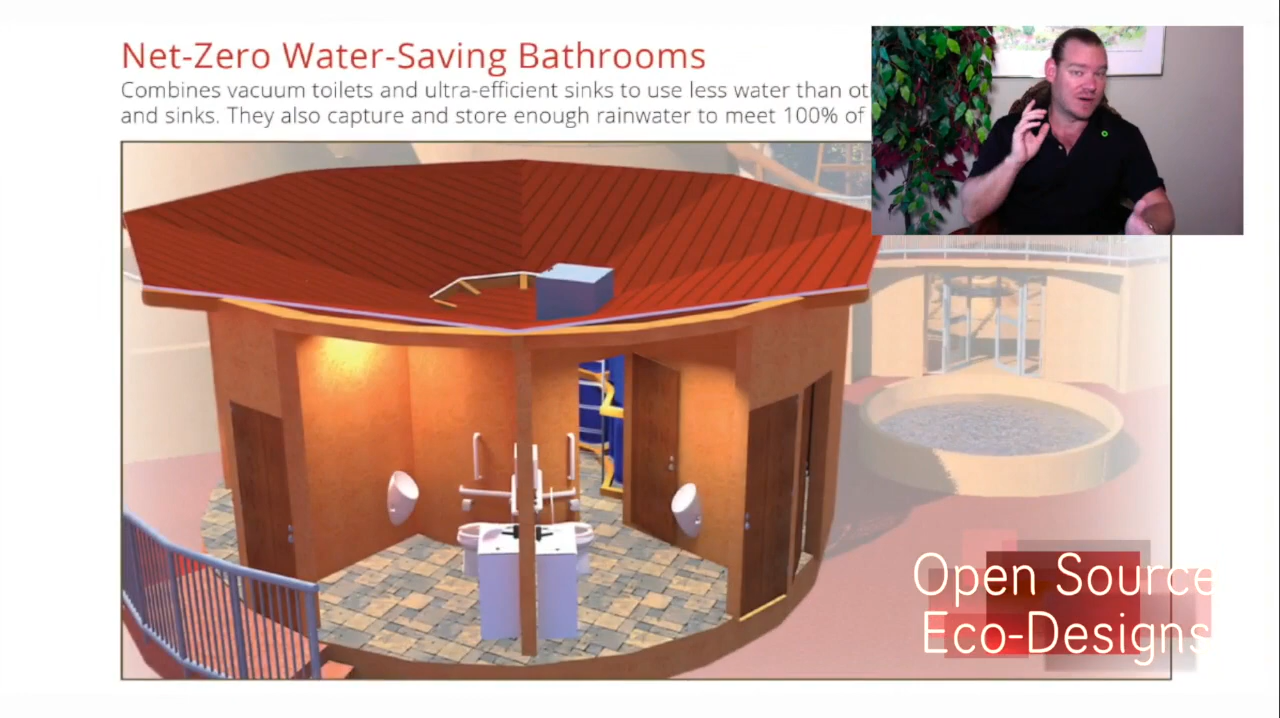 Net-Zero Water-Saving Bathrooms
Combines vacuum toilets and ultra-efficient sinks to use less water than
and sinks. They also capture and store enough rainwater to meet 100% of
Open Source
Eco-Designs